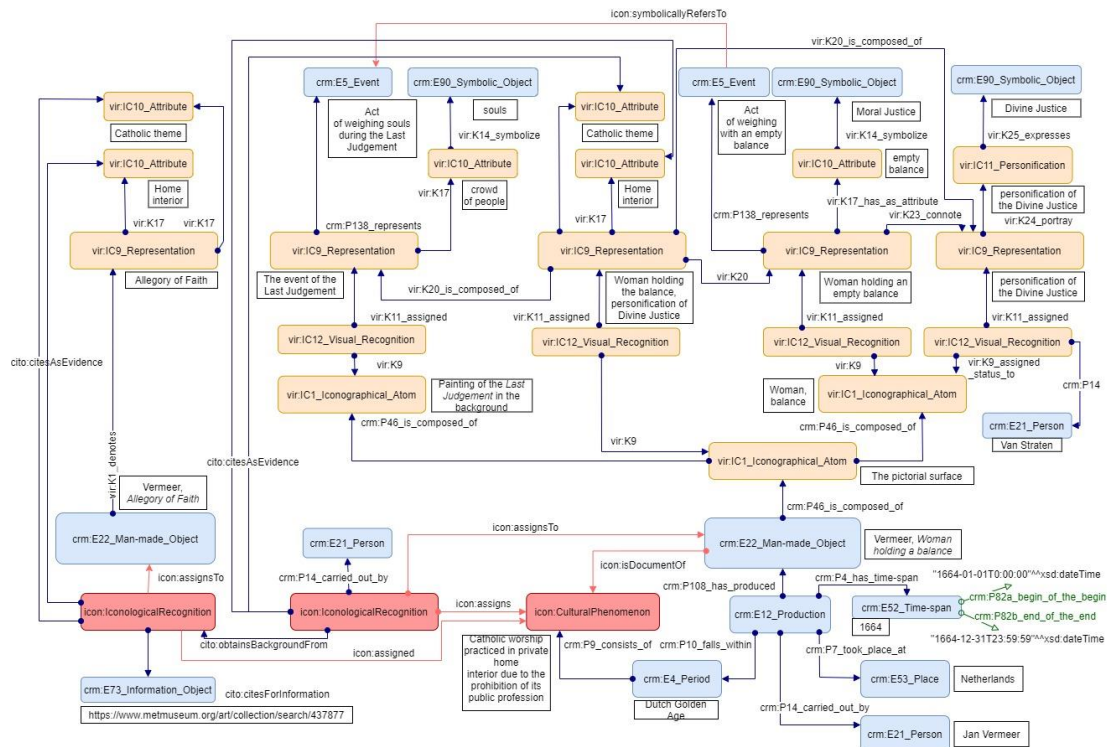 icon:symbolicallyRefersTo
vir:K20_is_composed_of
crm:E5_Event
crm:E90_Symbolic_Object
crm:E5_Event
crm:E90_Symbolic_Object
crm:E90_Symbolic_Object
vir:IC10_Attribute
Act
of weighing souls
during the Last
Judgement
souls
vir:IC10_Attribute
Act
of weighing
with an empty
balance
Moral Justice
Divine Justice
Catholic theme
vir:K14_symbolize
Catholic theme
vir:K14_symbolize
vir:K25_expresses
vir:IC10_Attribute
vir:IC10_Attribute
vir:IC10_Attribute
vir:IC10_Attribute
empty
balance
vir:IC11_Personification
Home
interior
vir:K17
crowd
of people
Home
interior
vir:K17_has_as_attribute
personification of
the Divine Justice
vir:K17
vir:K17
crm:P138_represents
vir:K17
crm:P138_represents
vir:K23_connote
vir:K24_portray
vir:IC9_Representation
vir:IC9_Representation
vir:IC9_Representation
vir:IC9_Representation
vir:IC9_Representation
Allegory of Faith
The event of the
Last Judgement
vir:K20_is_composed_of
Woman holding
the balance,
personification of
Divine Justice
vir:K20
Woman holding an
empty balance
personification of
the Divine Justice
vir:K11_assigned
vir:K11_assigned
vir:K11_assigned
vir:K11_assigned
vir:IC12_Visual_Recognition
vir:IC12_Visual_Recognition
vir:IC12_Visual_Recognition
vir:IC12_Visual_Recognition
cito:citesAsEvidence
vir:K9
vir:K9
vir:K9_assigned
_status_to
crm:P14
vir:IC1_Iconographical_Atom
Painting of the Last
Judgement in the
background
Woman,
balance
vir:IC1_Iconographical_Atom
crm:P46_is_composed_of
crm:P46_is_composed_of
crm:E21_Person
Van Straten
vir:K9
cito:citesAsEvidence
vir:IC1_Iconographical_Atom
The pictorial surface
vir:K1_denotes
Vermeer,
Allegory of Faith
crm:P46_is_composed_of
crm:E22_Man-made_Object
crm:E21_Person
icon:assignsTo
crm:E22_Man-made_Object
Vermeer, Woman
holding a balance
icon:assignsTo
crm:P14_carried_out_by
icon:isDocumentOf
crm:P108_has_produced
crm:P4_has_time-span
"1664-01-01T0:00:00"^^xsd:dateTime
crm:P82a_begin_of_the_begin
icon:IconologicalRecognition
icon:IconologicalRecognition
icon:assigns
icon:CulturalPhenomenon
crm:E12_Production
crm:E52_Time-span
crm:P82b_end_of_the_end
1664
"1664-12-31T23:59:59"^^xsd:dateTime
cito:obtainsBackgroundFrom
icon:assigned
Catholic worship
practiced in private
home
interior due to the
prohibition of its
public profession
crm:P9_consists_of
crm:P10_falls_within
crm:P7_took_place_at
crm:E73_Information_Object
cito:citesForInformation
crm:E4_Period
crm:E53_Place
Netherlands
https://www.metmuseum.org/art/collection/search/437877
Dutch Golden
Age
crm:P14_carried_out_by
crm:E21_Person
Jan Vermeer